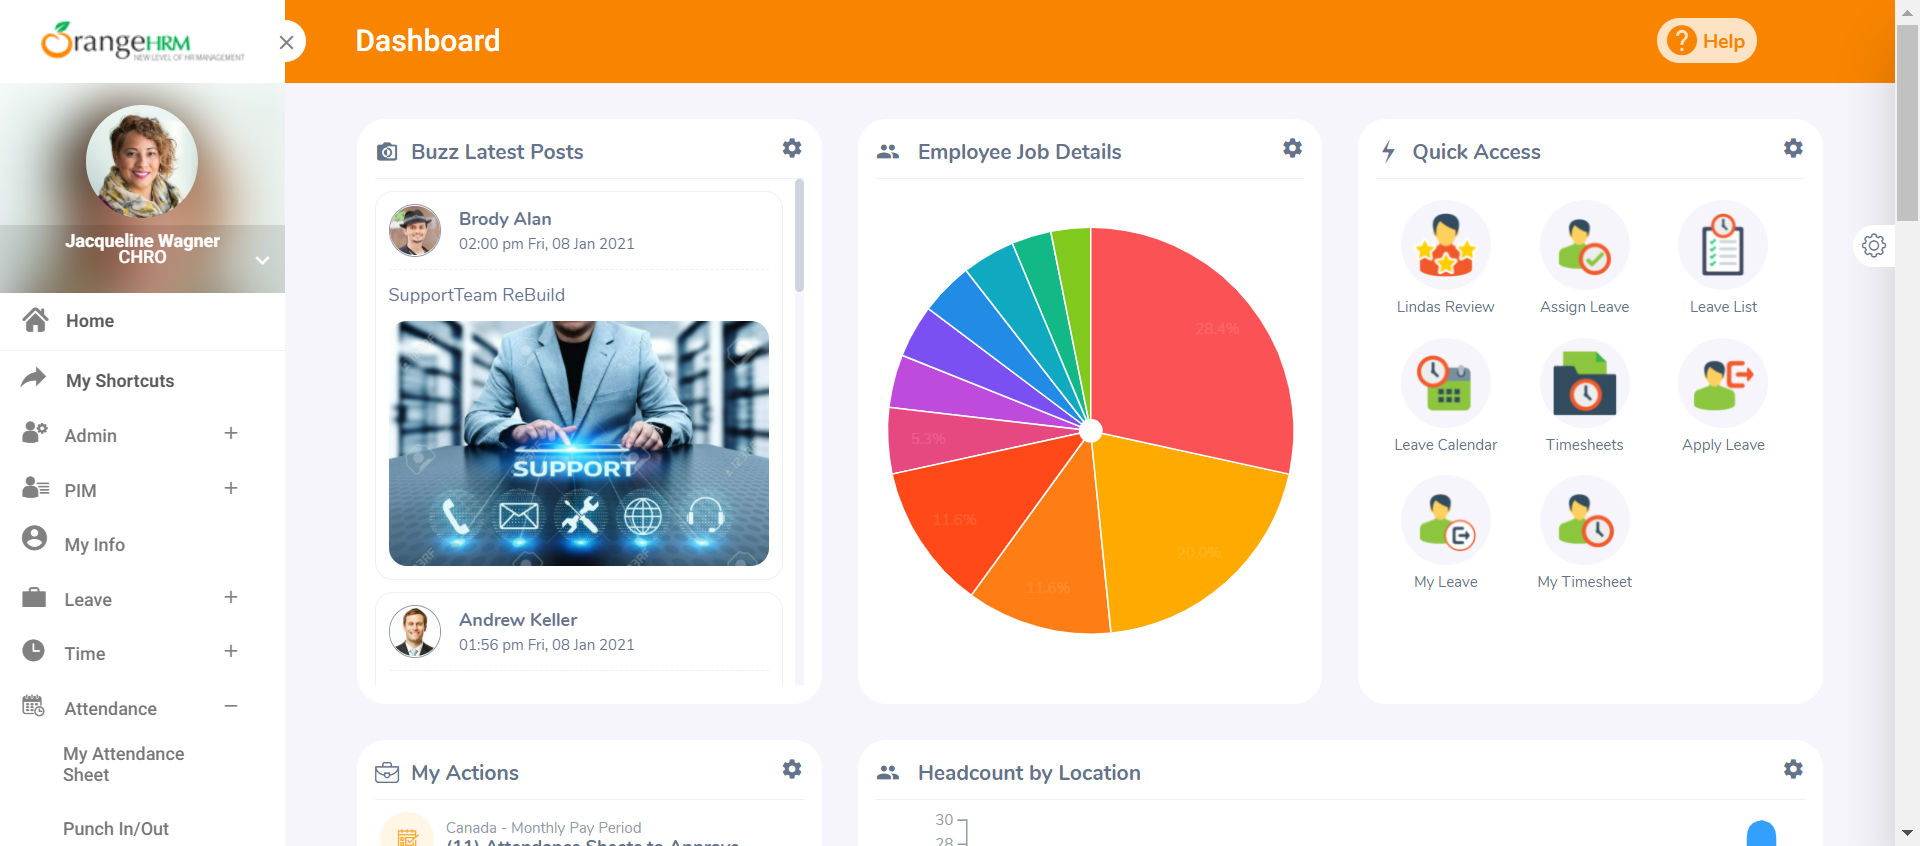 OrangeHRM
NEW LEVEL OF HR MANAGEMENT
Dashboard
? Help
Jacqueline Wagner
CHRO
Home
My Shortcuts
Admin
PIM
My Info
Leave
Time
Attendance
My Attendance
Sheet
Punch In/Out
Buzz Latest Posts
Brody Alan
02:00 pm Fri, 08 Jan 2021
SupportTeam ReBuild
SUPPORT
Andrew Keller
01:56 pm Fri, 08 Jan 2021
Employee Job Details
28.4%
5.3%
11.6%
20.0%
11.6%
Quick Access
Lindas Review
Assign Leave
Leave List
Leave Calendar
Timesheets
Apply Leave
My Leave
My Timesheet
My Actions
Canada - Monthly Pay Period
(11) Attendance Sheets to Approve
Headcount by Location
30
28